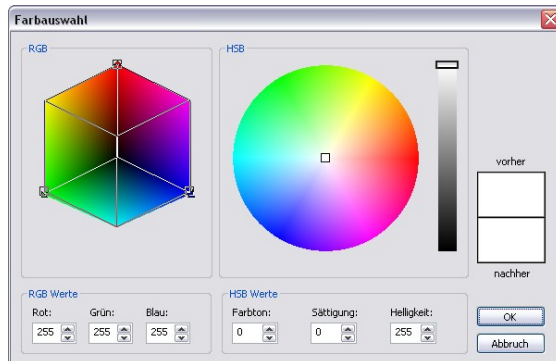 Farbauswahl
RGB
HSB
vorher
nachher
RGB Werte
Rot: Grün: Blau:
255 255 255
HSB Werte
Farbton: Sättigung: Helligkeit:
0 0 255
OK
Abbruch